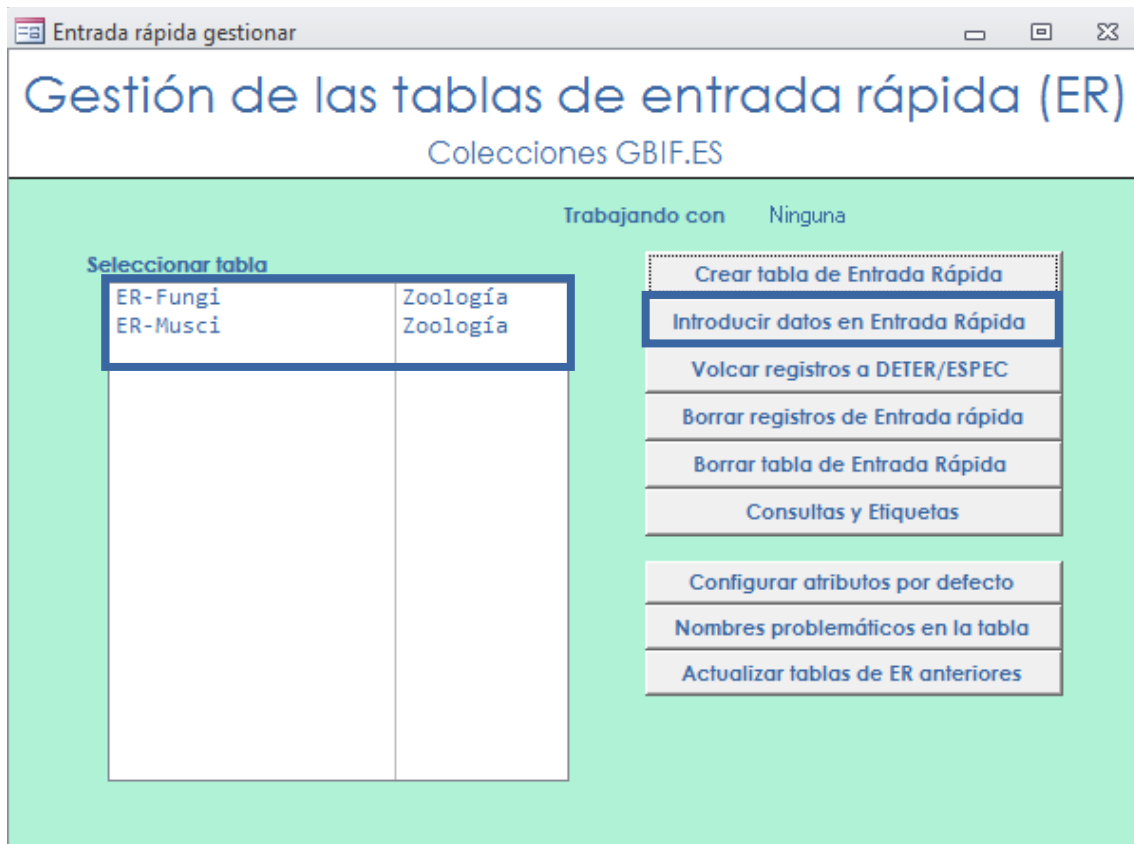 Entrada rápida gestionar
Gestión de las tablas de entrada rápida (ER)
Colecciones GBIF.ES
Trabajando con Ninguna
Seleccionar tabla
ER-Fungi Zoología
ER-Musci Zoología
Crear tabla de Entrada Rápida
Introducir datos en Entrada Rápida
Volcar registros a DETER/ESPEC
Borrar registros de Entrada rápida
Borrar tabla de Entrada Rápida
Consultas y Etiquetas
Configurar atributos por defecto
Nombres problemáticos en la tabla
Actualizar tablas de ER anteriores